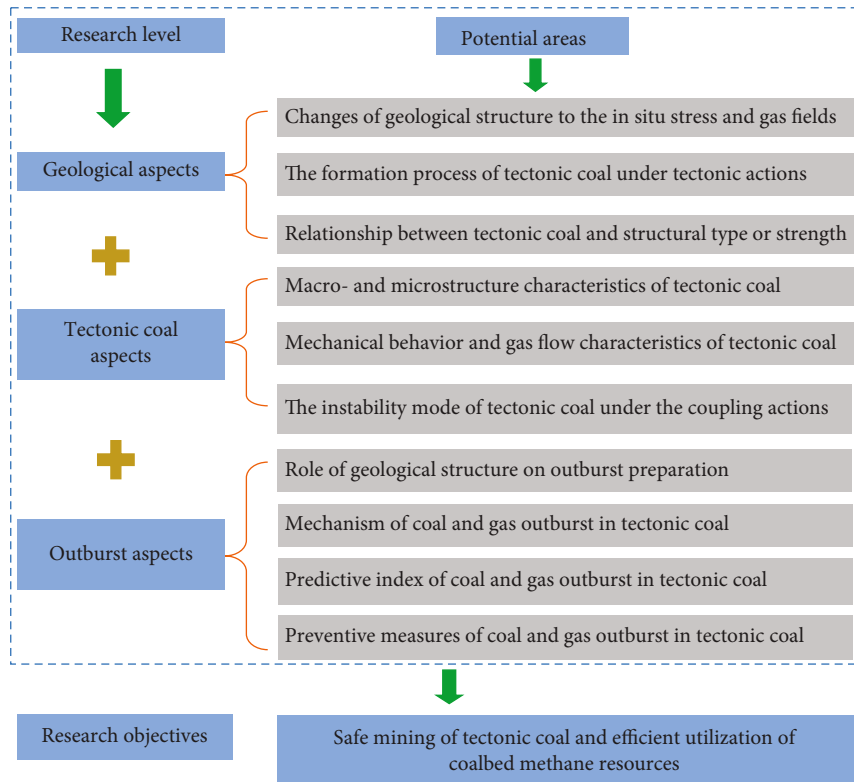 Research level
Potential areas
Geological aspects
Changes of geological structure to the in situ stress and gas fields
The formation process of tectonic coal under tectonic actions
Relationship between tectonic coal and structural type or strength
Tectonic coal
aspects
Macro- and microstructure characteristics of tectonic coal
Mechanical behavior and gas flow characteristics of tectonic coal
The instability mode of tectonic coal under the coupling actions
Outburst aspects
Role of geological structure on outburst preparation
Mechanism of coal and gas outburst in tectonic coal
Predictive index of coal and gas outburst in tectonic coal
Preventive measures of coal and gas outburst in tectonic coal
Research objectives
Safe mining of tectonic coal and efficient utilization of
coalbed methane resources